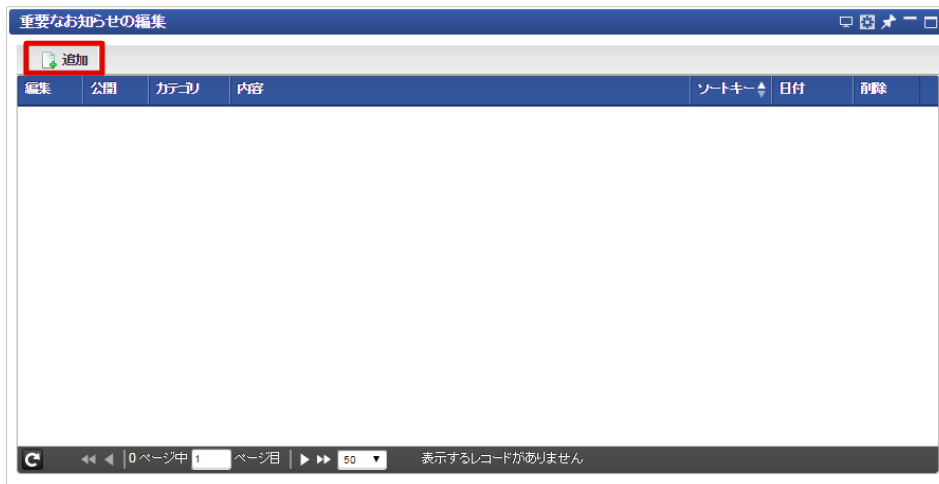 重要なお知らせの編集
追加
編集 公開 カテゴリ 内容 ソートキー 日付 削除
0 ページ中 1 ページ目 50 表示するレコードがありません